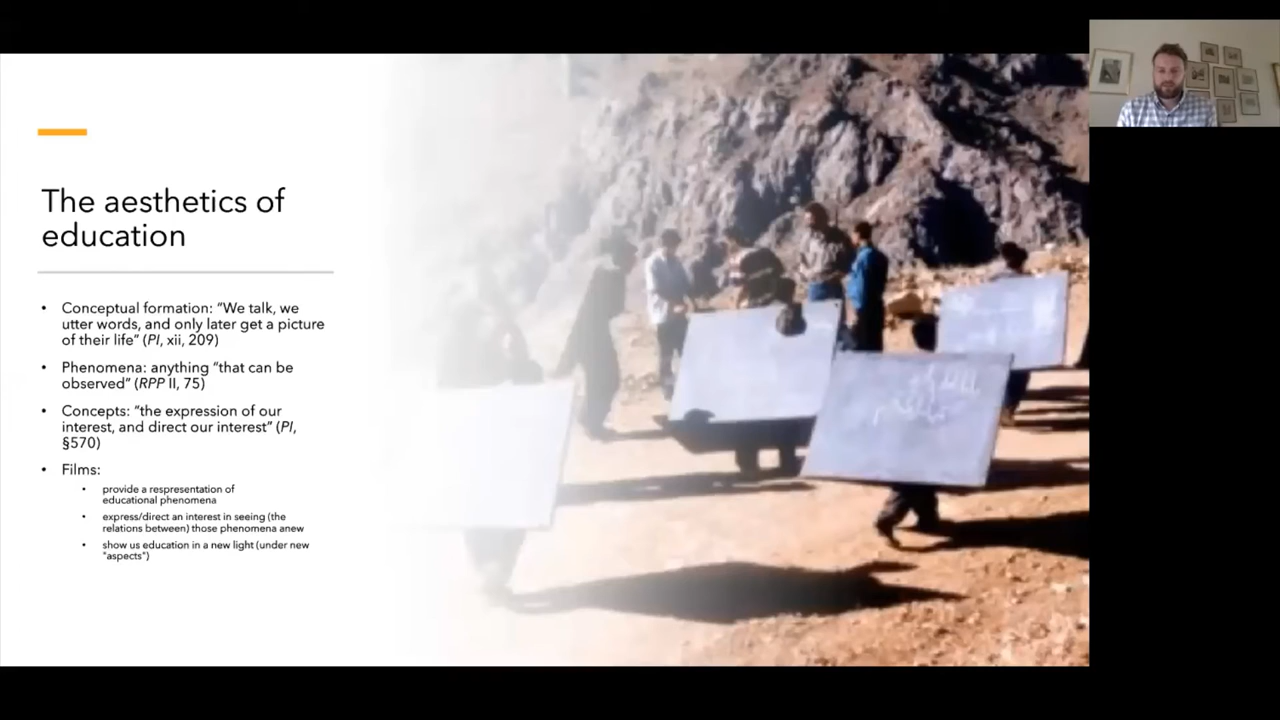 The aesthetics of
education
• Conceptual formation: “We talk, we
utter words, and only later get a picture
of their life” (PI, xii, 209)
• Phenomena: anything “that can be
observed” (RPP II, 75)
• Concepts: “the expression of our
interest, and direct our interest” (PI,
§570)
• Films:
• provide a respresentation of
educational phenomena
• express/direct an interest in seeing (the
relations between) those phenomena anew
• show us education in a new light (under new
"aspects")